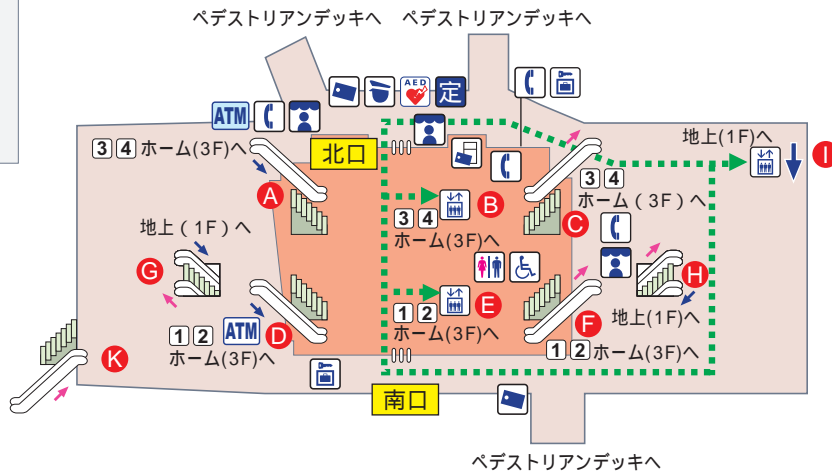 ペデストリアンデッキへ
ペデストリアンデッキへ
AED
定
ATM
3 4 ホーム(3F)へ
北口
地上(1F)へ
I
A
B
3 4
ホーム(3F)へ
C
3 4
ホーム(3F)へ
地上(1F)へ
G
H
地上(1F)へ
E
1 2
ホーム(3F)へ
1 2 ATM
ホーム(3F)へ
D
F
1 2 ホーム(3F)へ
K
南口
ペデストリアンデッキへ